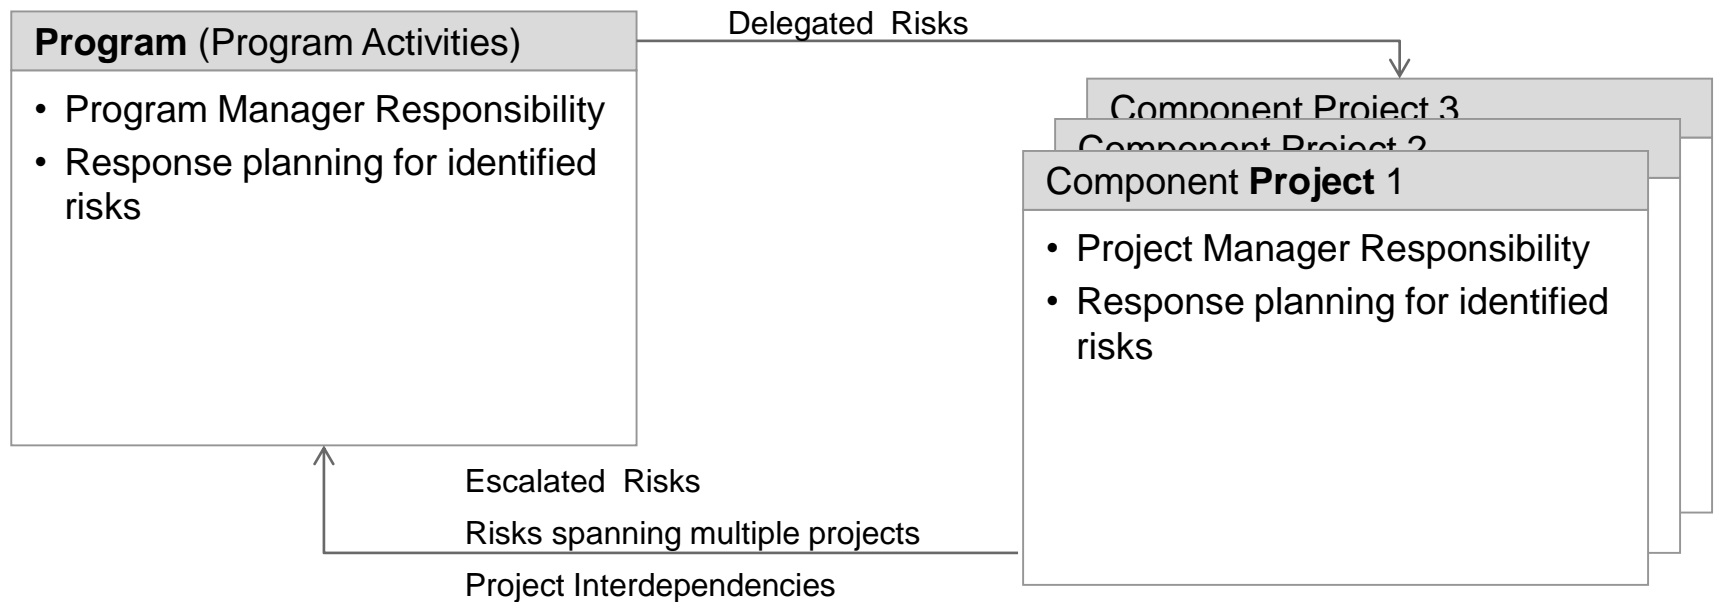 Delegated Risks
Program (Program Activities)
• Program Manager Responsibility
• Response planning for identified
risks
Component Project 3
Component Project 2
Component Project 1
• Project Manager Responsibility
• Response planning for identified
risks
Escalated Risks
Risks spanning multiple projects
Project Interdependencies